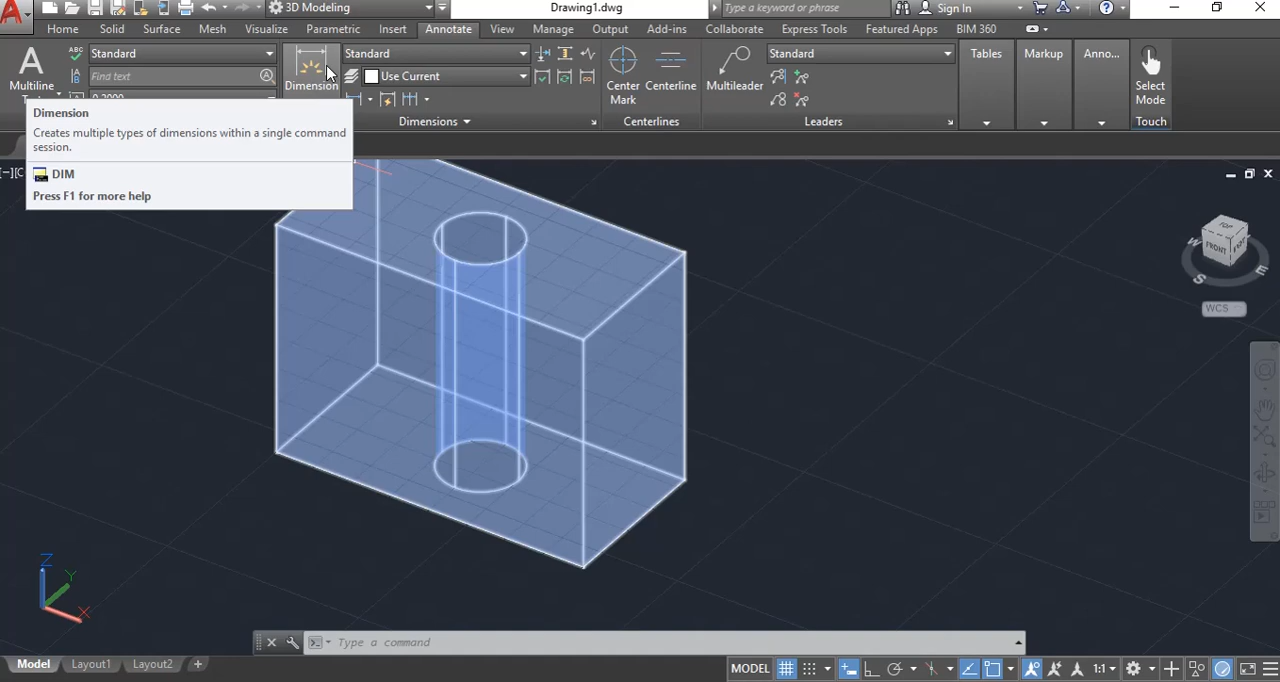 3D Modeling
Drawing1.dwg
Type a keyword or phrase
Sign In
Home
Solid
Surface
Mesh
Visualize
Parametric
Insert
Annotate
View
Manage
Output
Add-ins
Collaborate
Express Tools
Featured Apps
BIM 360
Multiline
ABC
Standard
Find text
Dimension
Standard
Use Current
Dimensions
Center
Mark
Centerline
Centerlines
Multileader
Standard
Leaders
Tables
Markup
Anno...
Select
Mode
Touch
Dimension
Creates multiple types of dimensions within a single command
session.
DIM
Press F1 for more help
[−][C
TOP
FRONT
W
S
E
WCS
Z
Y
X
Type a command
Model
Layout1
Layout2
+
MODEL
1:1